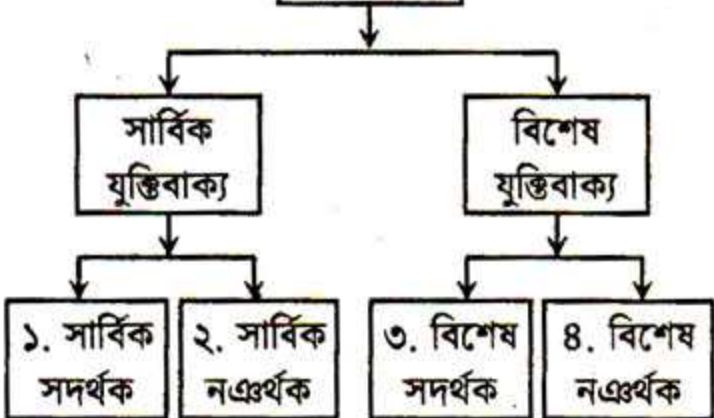 সার্বিক
যুক্তিবাক্য
বিশেষ
যুক্তিবাক্য
১. সার্বিক
সদর্থক
২. সার্বিক
নঞর্থক
৩. বিশেষ
সদর্থক
৪. বিশেষ
নঞর্থক